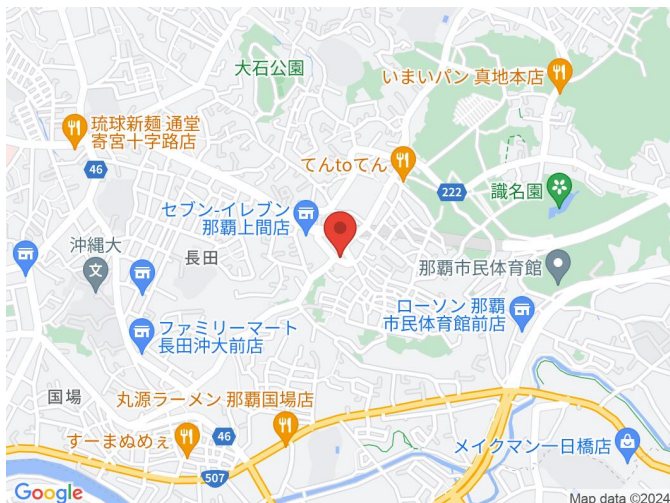 大石公園
いまいパン 真地本店
琉球新麺 通堂
寄宮十字路店
46
てんtoてん
222
識名園
セブン-イレブン
那覇上間店
沖縄大
長田
那覇市民体育館
ローソン 那覇
市民体育館前店
ファミリーマート
長田沖大前店
国場
丸源ラーメン 那覇国場店
すーまぬめぇ
46
メイクマン一日橋店
507
Google
Map data ©2024